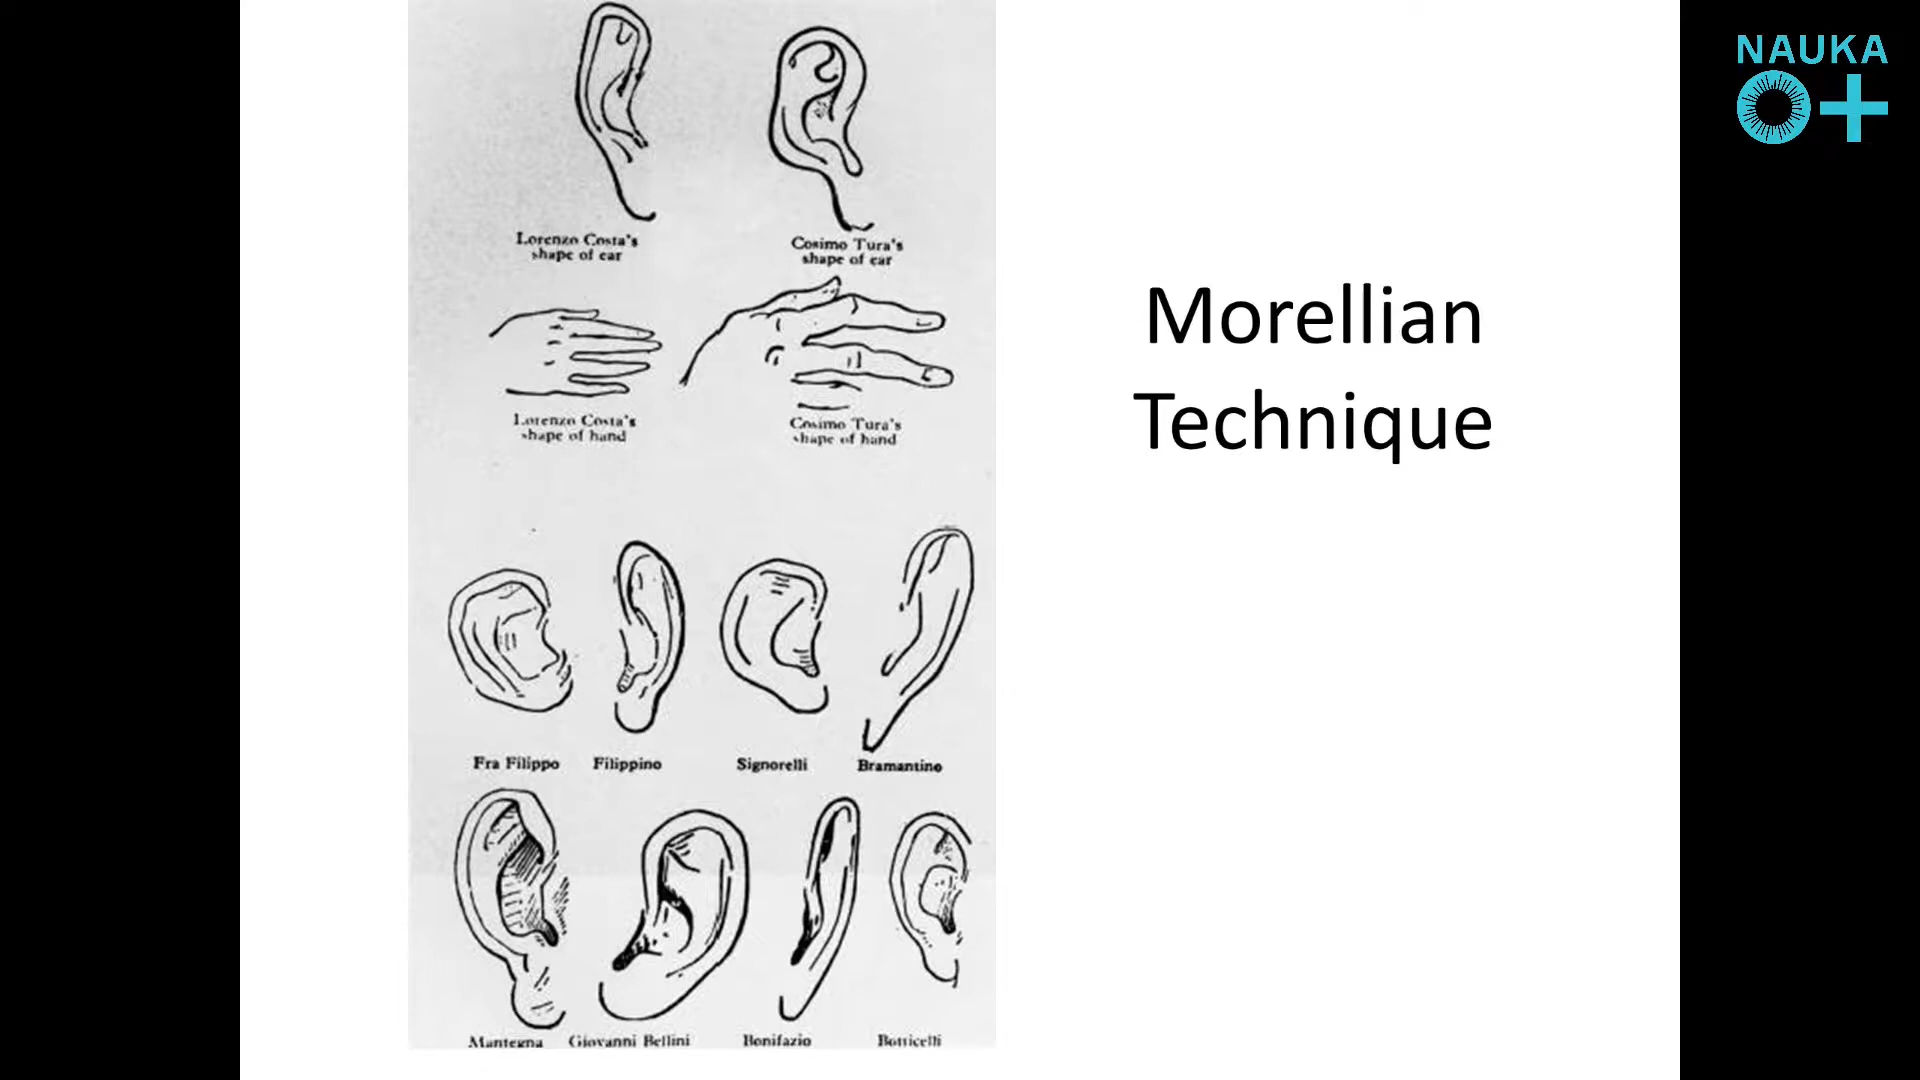 NAUKA
0+
Morellian
Technique
Lorenzo Costa's
shape of ear
Cosimo Tura's
shape of ear
Lorenzo Costa's
shape of hand
Cosimo Tura's
shape of hand
Fra Filippo
Filippino
Signorelli
Bramantino
Mantegna
Giovanni Bellini
Bonifazio
Botticelli